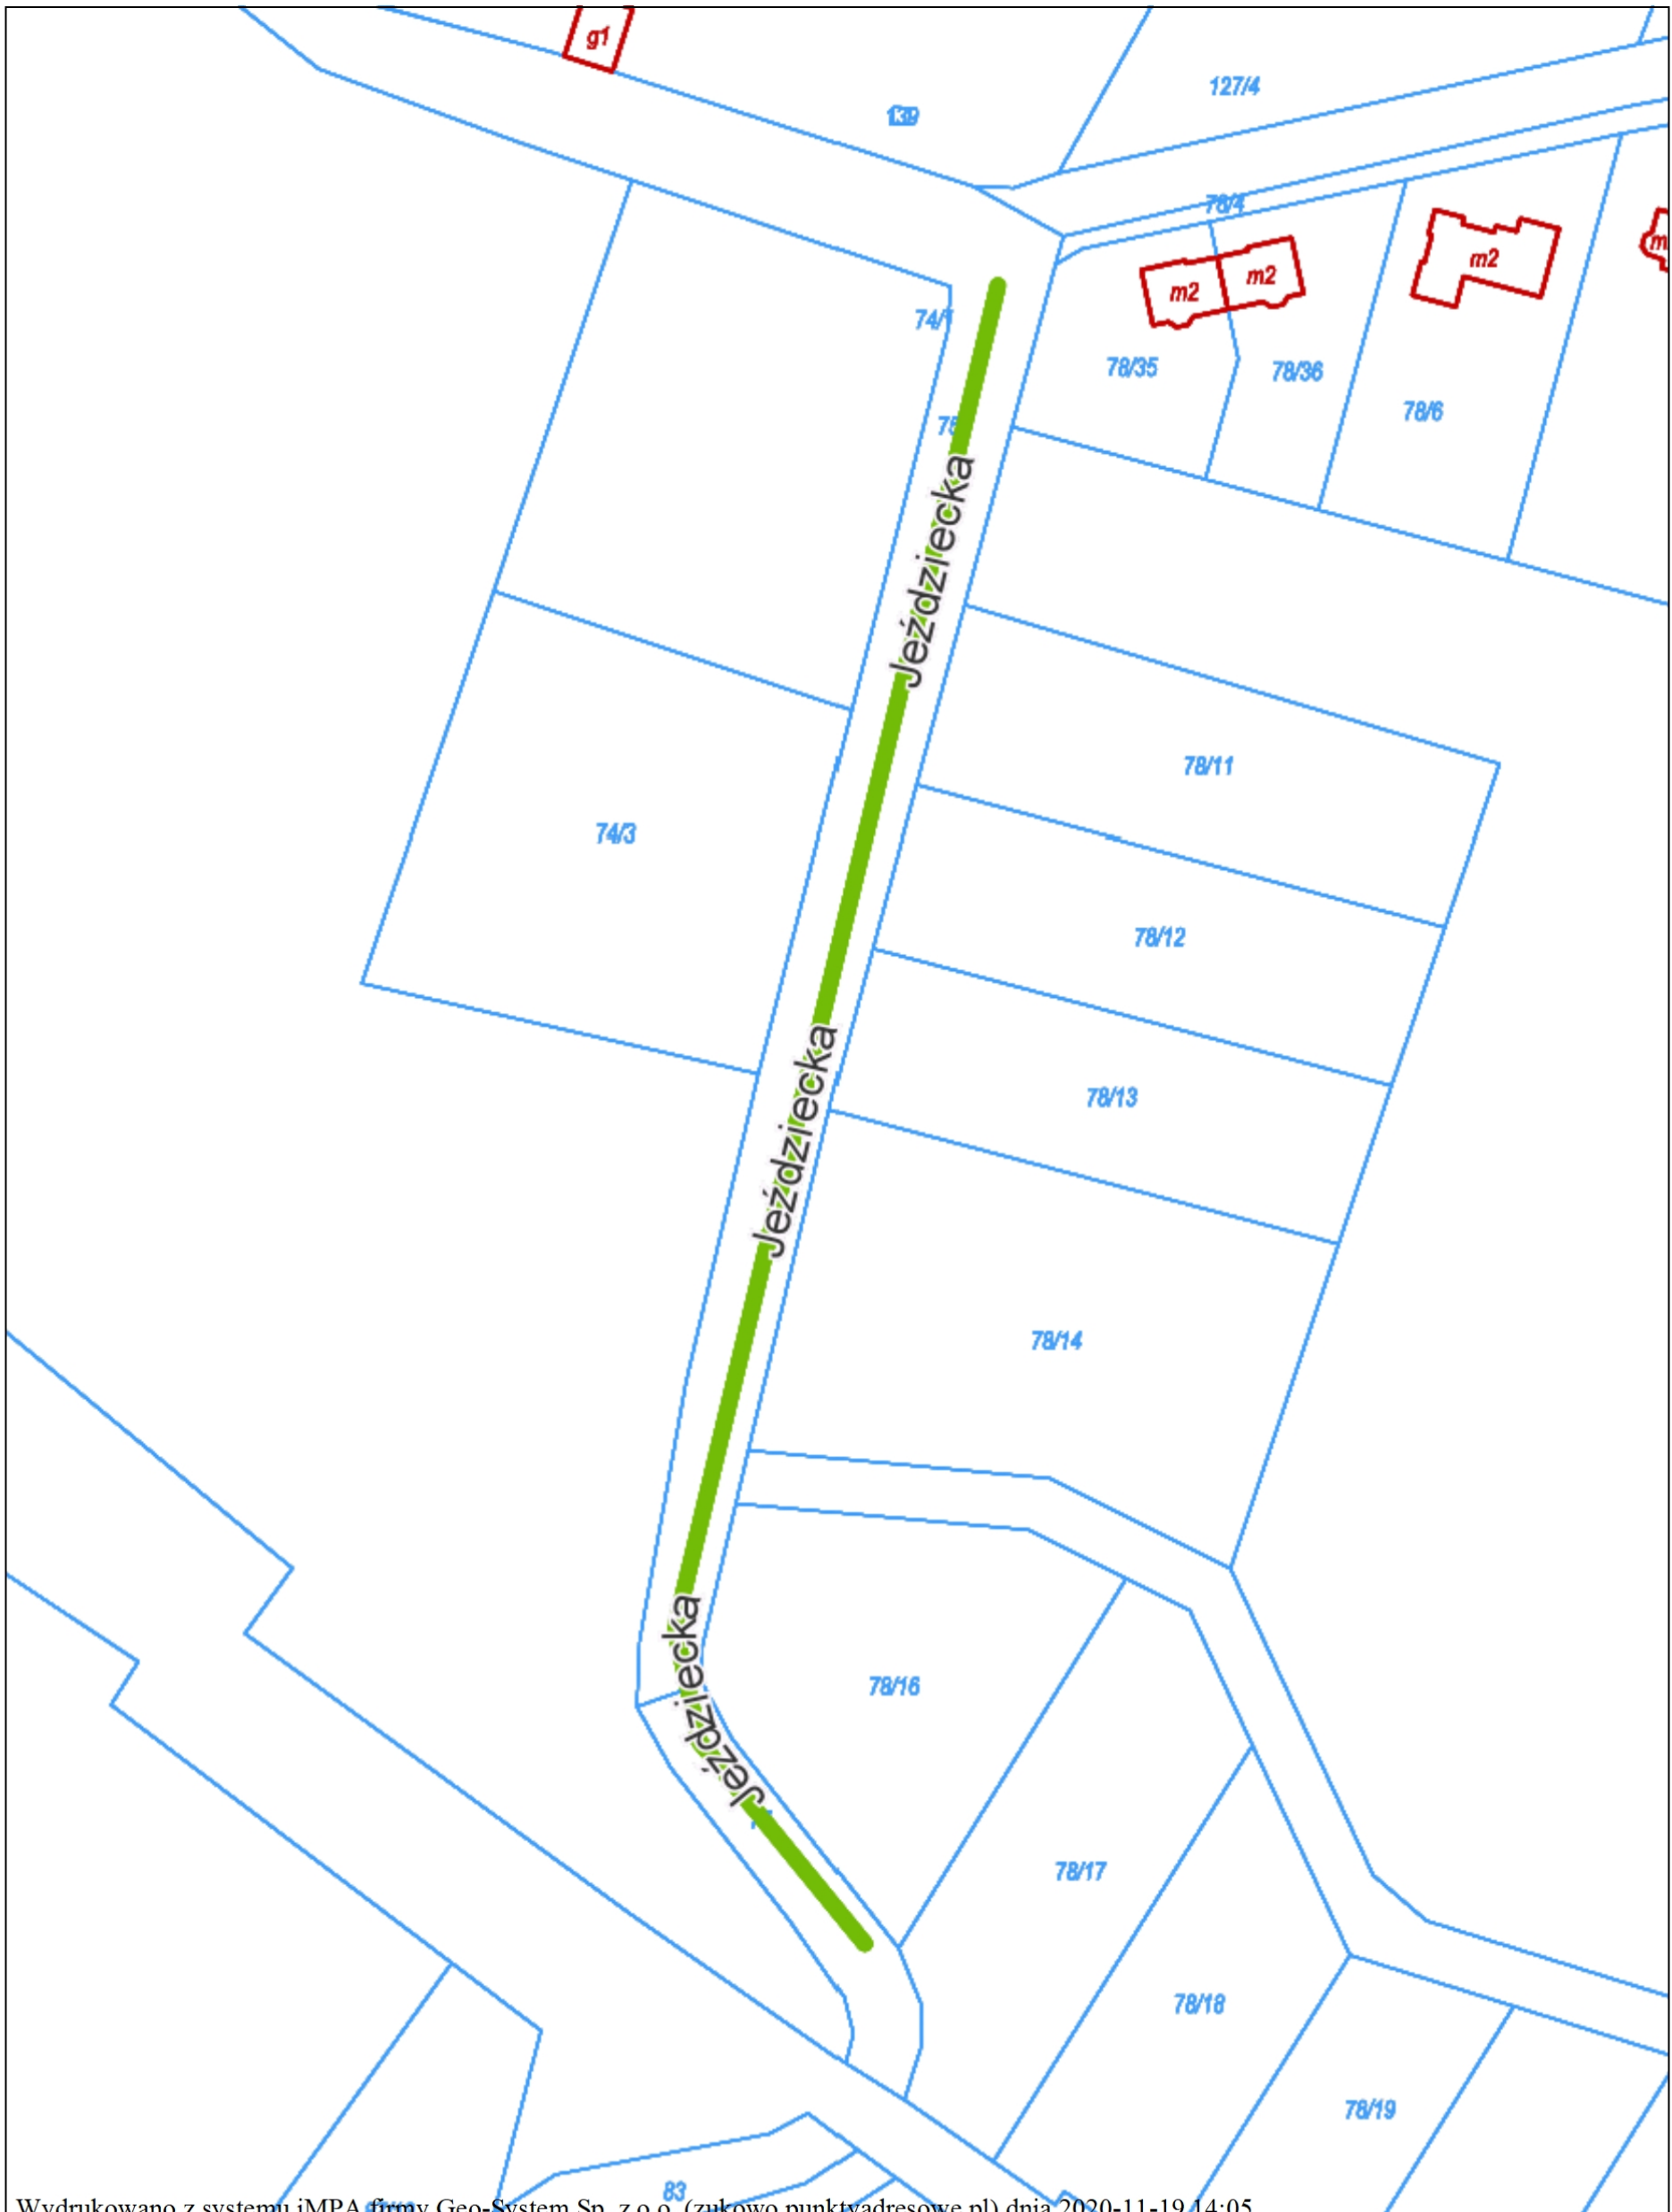 g1
127/4
139
78/4
m2
m2
m2
m
74/
78/35
78/36
78/6
Jeździecka
78/11
74/3
78/12
Jeździecka
78/13
78/14
Jeździecka
78/16
78/17
78/18
78/19
83
Wydrukowano z systemu iMPA firmy Geo-System Sp. z o.o. (zukowo.punktyadresowe.pl) dnia 2020-11-19 14:05